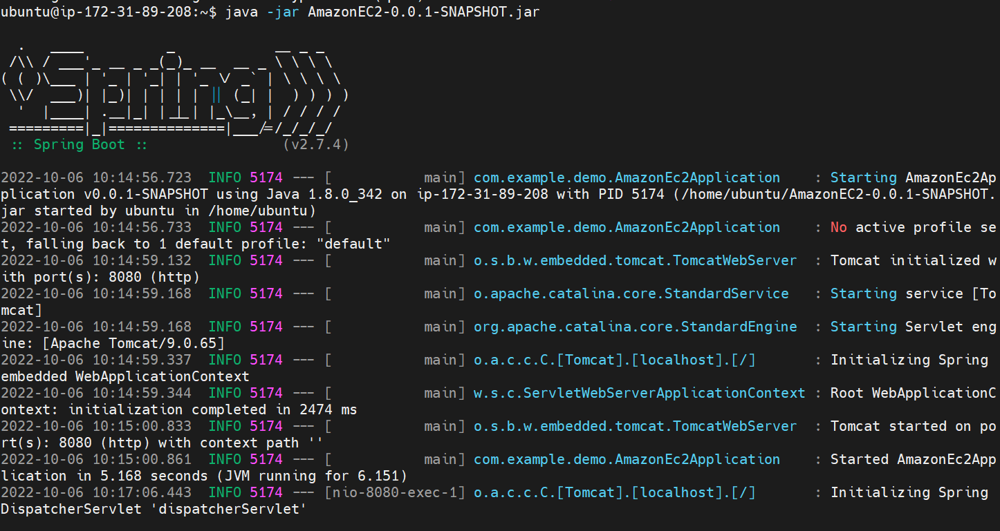 ubuntu@ip-172-31-89-208:~$ java -jar AmazonEC2-0.0.1-SNAPSHOT.jar
  .   ____          _            __ _ _
 /\\ / ___'_ __ _ _(_)_ __  __ _ \ \ \ \
( ( )\___ | '_ | '_| | '_ \/ _` | \ \ \ \
 \\/  ___)| |_)| | | | | || (_| |  ) ) ) )
  '  |____| .__|_| |_|_| |_\__, | / / / /
 =========|_|==============|___/=/_/_/_/
 :: Spring Boot ::                (v2.7.4)
2022-10-06 10:14:56.723  INFO 5174 --- [           main] com.example.demo.AmazonEc2Application    : Starting AmazonEc2Ap
plication v0.0.1-SNAPSHOT using Java 1.8.0_342 on ip-172-31-89-208 with PID 5174 (/home/ubuntu/AmazonEC2-0.0.1-SNAPSHOT.
jar started by ubuntu in /home/ubuntu)
2022-10-06 10:14:56.733  INFO 5174 --- [           main] com.example.demo.AmazonEc2Application    : No active profile se
t, falling back to 1 default profile: "default"
2022-10-06 10:14:59.132  INFO 5174 --- [           main] o.s.b.w.embedded.tomcat.TomcatWebServer  : Tomcat initialized w
ith port(s): 8080 (http)
2022-10-06 10:14:59.168  INFO 5174 --- [           main] o.apache.catalina.core.StandardService   : Starting service [To
mcat]
2022-10-06 10:14:59.168  INFO 5174 --- [           main] org.apache.catalina.core.StandardEngine  : Starting Servlet eng
ine: [Apache Tomcat/9.0.65]
2022-10-06 10:14:59.337  INFO 5174 --- [           main] o.a.c.c.C.[Tomcat].[localhost].[/]       : Initializing Spring
embedded WebApplicationContext
2022-10-06 10:14:59.344  INFO 5174 --- [           main] w.s.c.ServletWebServerApplicationContext : Root WebApplicationC
ontext: initialization completed in 2474 ms
2022-10-06 10:15:00.833  INFO 5174 --- [           main] o.s.b.w.embedded.tomcat.TomcatWebServer  : Tomcat started on po
rt(s): 8080 (http) with context path ''
2022-10-06 10:15:00.861  INFO 5174 --- [           main] com.example.demo.AmazonEc2Application    : Started AmazonEc2App
lication in 5.168 seconds (JVM running for 6.151)
2022-10-06 10:17:06.443  INFO 5174 --- [nio-8080-exec-1] o.a.c.c.C.[Tomcat].[localhost].[/]       : Initializing Spring
DispatcherServlet 'dispatcherServlet'